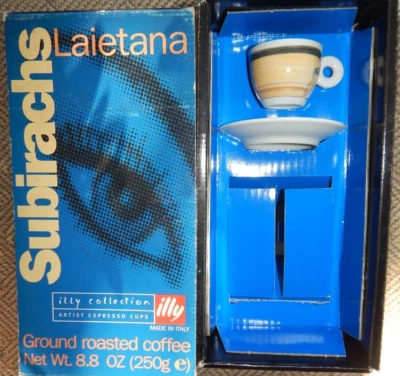 Subirachs
Laietana
illy collection
ARTIST ESPRESSO CUPS
illy
MADE IN ITALY
Ground roasted coffee
Net Wt. 8.8 OZ (250g e)